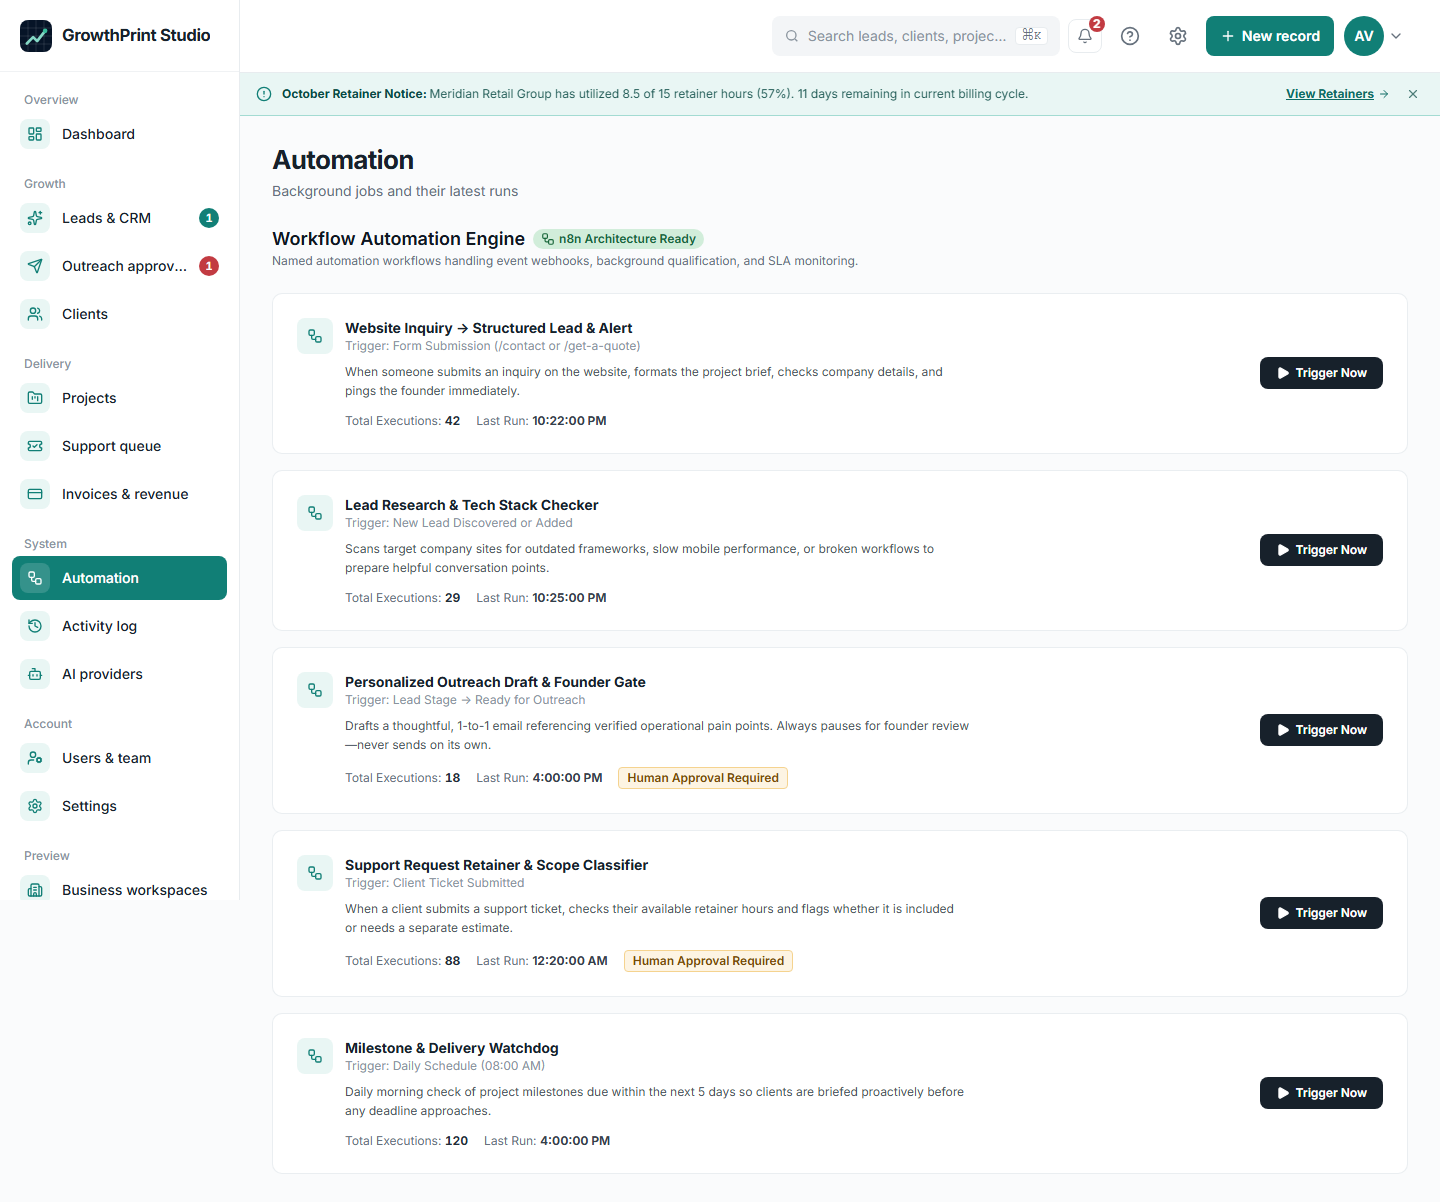 GrowthPrint Studio
Search leads, clients, projec...
⌘K
2
New record
AV
October Retainer Notice: Meridian Retail Group has utilized 8.5 of 15 retainer hours (57%). 11 days remaining in current billing cycle.
View Retainers →
Overview
Dashboard
Growth
Leads & CRM 1
Outreach approv... 1
Clients
Delivery
Projects
Support queue
Invoices & revenue
System
Automation
Activity log
AI providers
Account
Users & team
Settings
Preview
Business workspaces
Automation
Background jobs and their latest runs
Workflow Automation Engine n8n Architecture Ready
Named automation workflows handling event webhooks, background qualification, and SLA monitoring.
Website Inquiry → Structured Lead & Alert
Trigger: Form Submission (/contact or /get-a-quote)
When someone submits an inquiry on the website, formats the project brief, checks company details, and
pings the founder immediately.
Total Executions: 42 Last Run: 10:22:00 PM
Trigger Now
Lead Research & Tech Stack Checker
Trigger: New Lead Discovered or Added
Scans target company sites for outdated frameworks, slow mobile performance, or broken workflows to
prepare helpful conversation points.
Total Executions: 29 Last Run: 10:25:00 PM
Trigger Now
Personalized Outreach Draft & Founder Gate
Trigger: Lead Stage → Ready for Outreach
Drafts a thoughtful, 1-to-1 email referencing verified operational pain points. Always pauses for founder review
—never sends on its own.
Total Executions: 18 Last Run: 4:00:00 PM Human Approval Required
Trigger Now
Support Request Retainer & Scope Classifier
Trigger: Client Ticket Submitted
When a client submits a support ticket, checks their available retainer hours and flags whether it is included
or needs a separate estimate.
Total Executions: 88 Last Run: 12:20:00 AM Human Approval Required
Trigger Now
Milestone & Delivery Watchdog
Trigger: Daily Schedule (08:00 AM)
Daily morning check of project milestones due within the next 5 days so clients are briefed proactively before
any deadline approaches.
Total Executions: 120 Last Run: 4:00:00 PM
Trigger Now